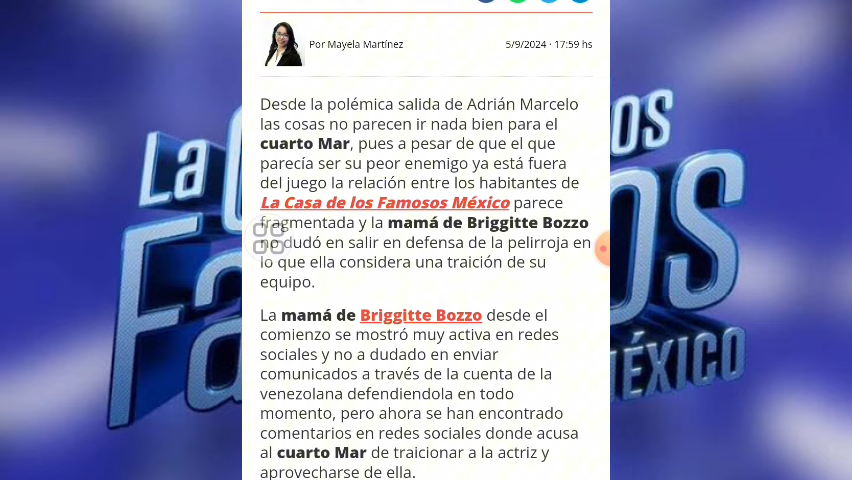 Por Mayela Martínez
5/9/2024 · 17:59 hs
Desde la polémica salida de Adrián Marcelo
las cosas no parecen ir nada bien para el
cuarto Mar, pues a pesar de que el que
parecía ser su peor enemigo ya está fuera
del juego la relación entre los habitantes de
La Casa de los Famosos México parece
fragmentada y la mamá de Briggitte Bozzo
no dudó en salir en defensa de la pelirroja en
lo que ella considera una traición de su
equipo.
La mamá de Briggitte Bozzo desde el
comienzo se mostró muy activa en redes
sociales y no a dudado en enviar
comunicados a través de la cuenta de la
venezolana defendiendola en todo
momento, pero ahora se han encontrado
comentarios en redes sociales donde acusa
al cuarto Mar de traicionar a la actriz y
aprovecharse de ella.
La